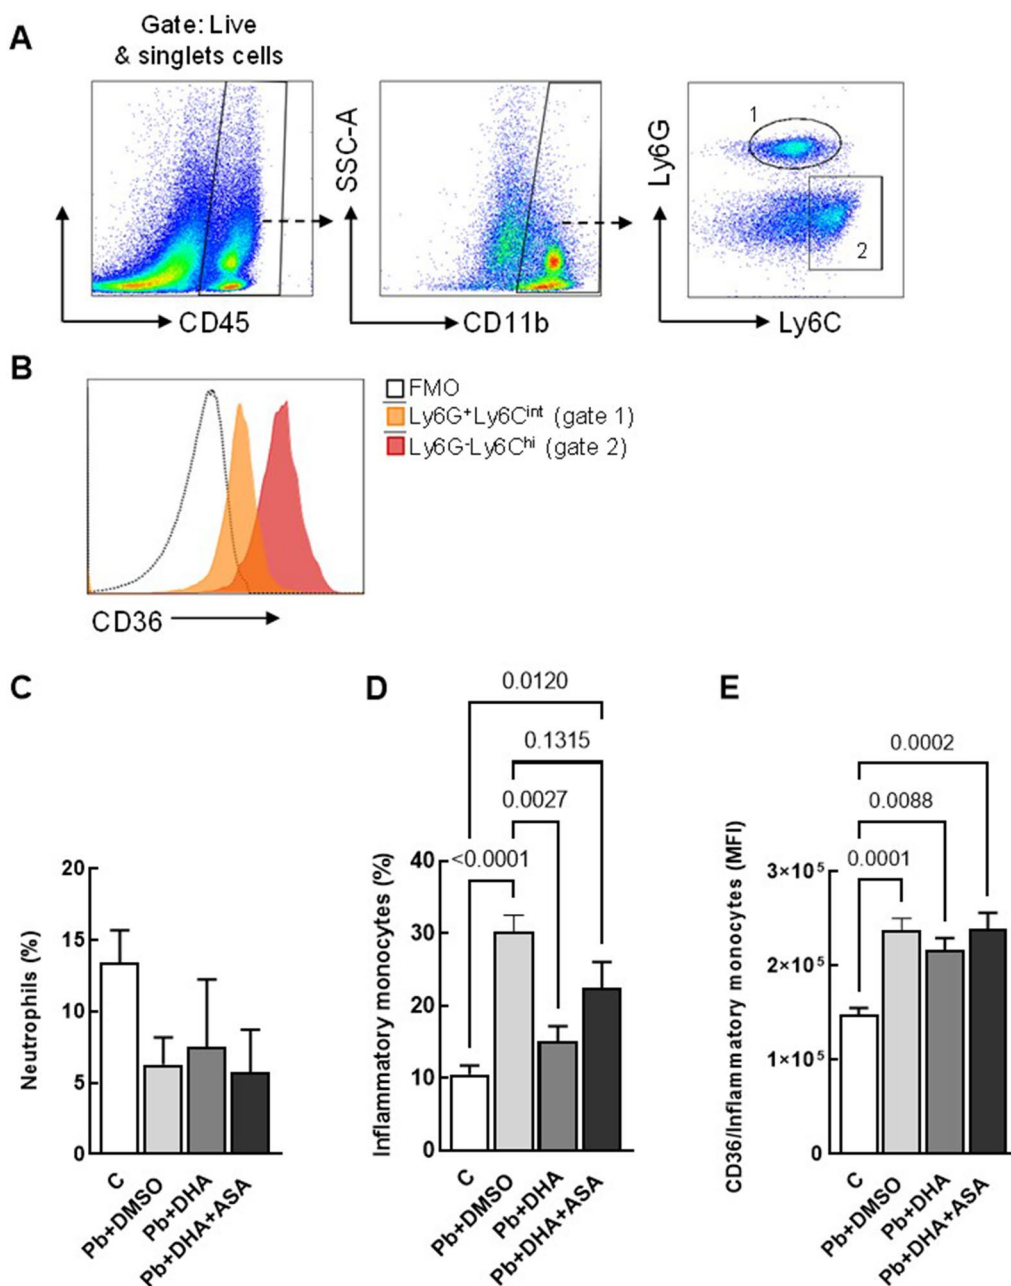 A
Gate: Live
& singlets cells
CD45
SSC-A
CD11b
Ly6G
1
2
Ly6C
B
FMO
Ly6G⁺Ly6Cⁱⁿᵗ (gate 1)
Ly6G⁻Ly6Cʰⁱ (gate 2)
CD36
C
Neutrophils (%)
20
15
10
5
0
C
Pb+DMSO
Pb+DHA
Pb+DHA+ASA
D
0.0120
0.1315
0.0027
<0.0001
Inflammatory monocytes (%)
40
30
20
10
0
C
Pb+DMSO
Pb+DHA
Pb+DHA+ASA
E
0.0002
0.0088
0.0001
CD36/Inflammatory monocytes (MFI)
3×10⁵
2×10⁵
1×10⁵
0
C
Pb+DMSO
Pb+DHA
Pb+DHA+ASA